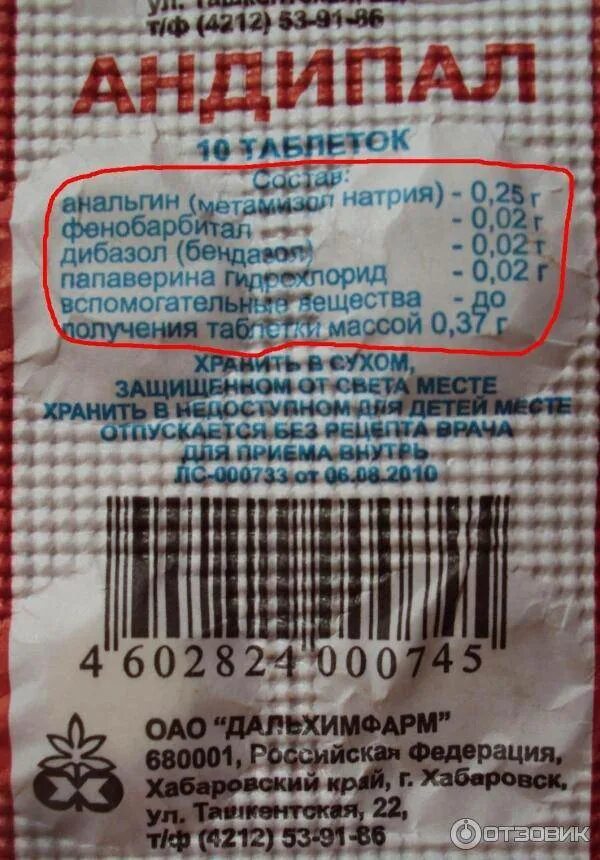 ул. Ташкентская, 22,
т/ф (4212) 53-91-86
АНДИПАЛ
10 ТАБЛЕТОК
Состав:
анальгин (метамизол натрия) - 0,25 г
фенобарбитал - 0,02 г
дибазол (бендазол) - 0,02 г
папаверина гидрохлорид - 0,02 г
вспомогательные вещества - до
получения таблетки массой 0,37 г
ХРАНИТЬ В СУХОМ,
ЗАЩИЩЕННОМ ОТ СВЕТА МЕСТЕ
ХРАНИТЬ В НЕДОСТУПНОМ ДЛЯ ДЕТЕЙ МЕСТЕ
ОТПУСКАЕТСЯ БЕЗ РЕЦЕПТА ВРАЧА
ДЛЯ ПРИЕМА ВНУТРЬ
ЛС-000733 от 06.08.2010
4 602824 000745
ОАО "ДАЛЬХИМФАРМ"
680001, Российская Федерация,
Хабаровский край, г. Хабаровск,
ул. Ташкентская, 22,
т/ф (4212) 53-91-86
ОТЗОВИК